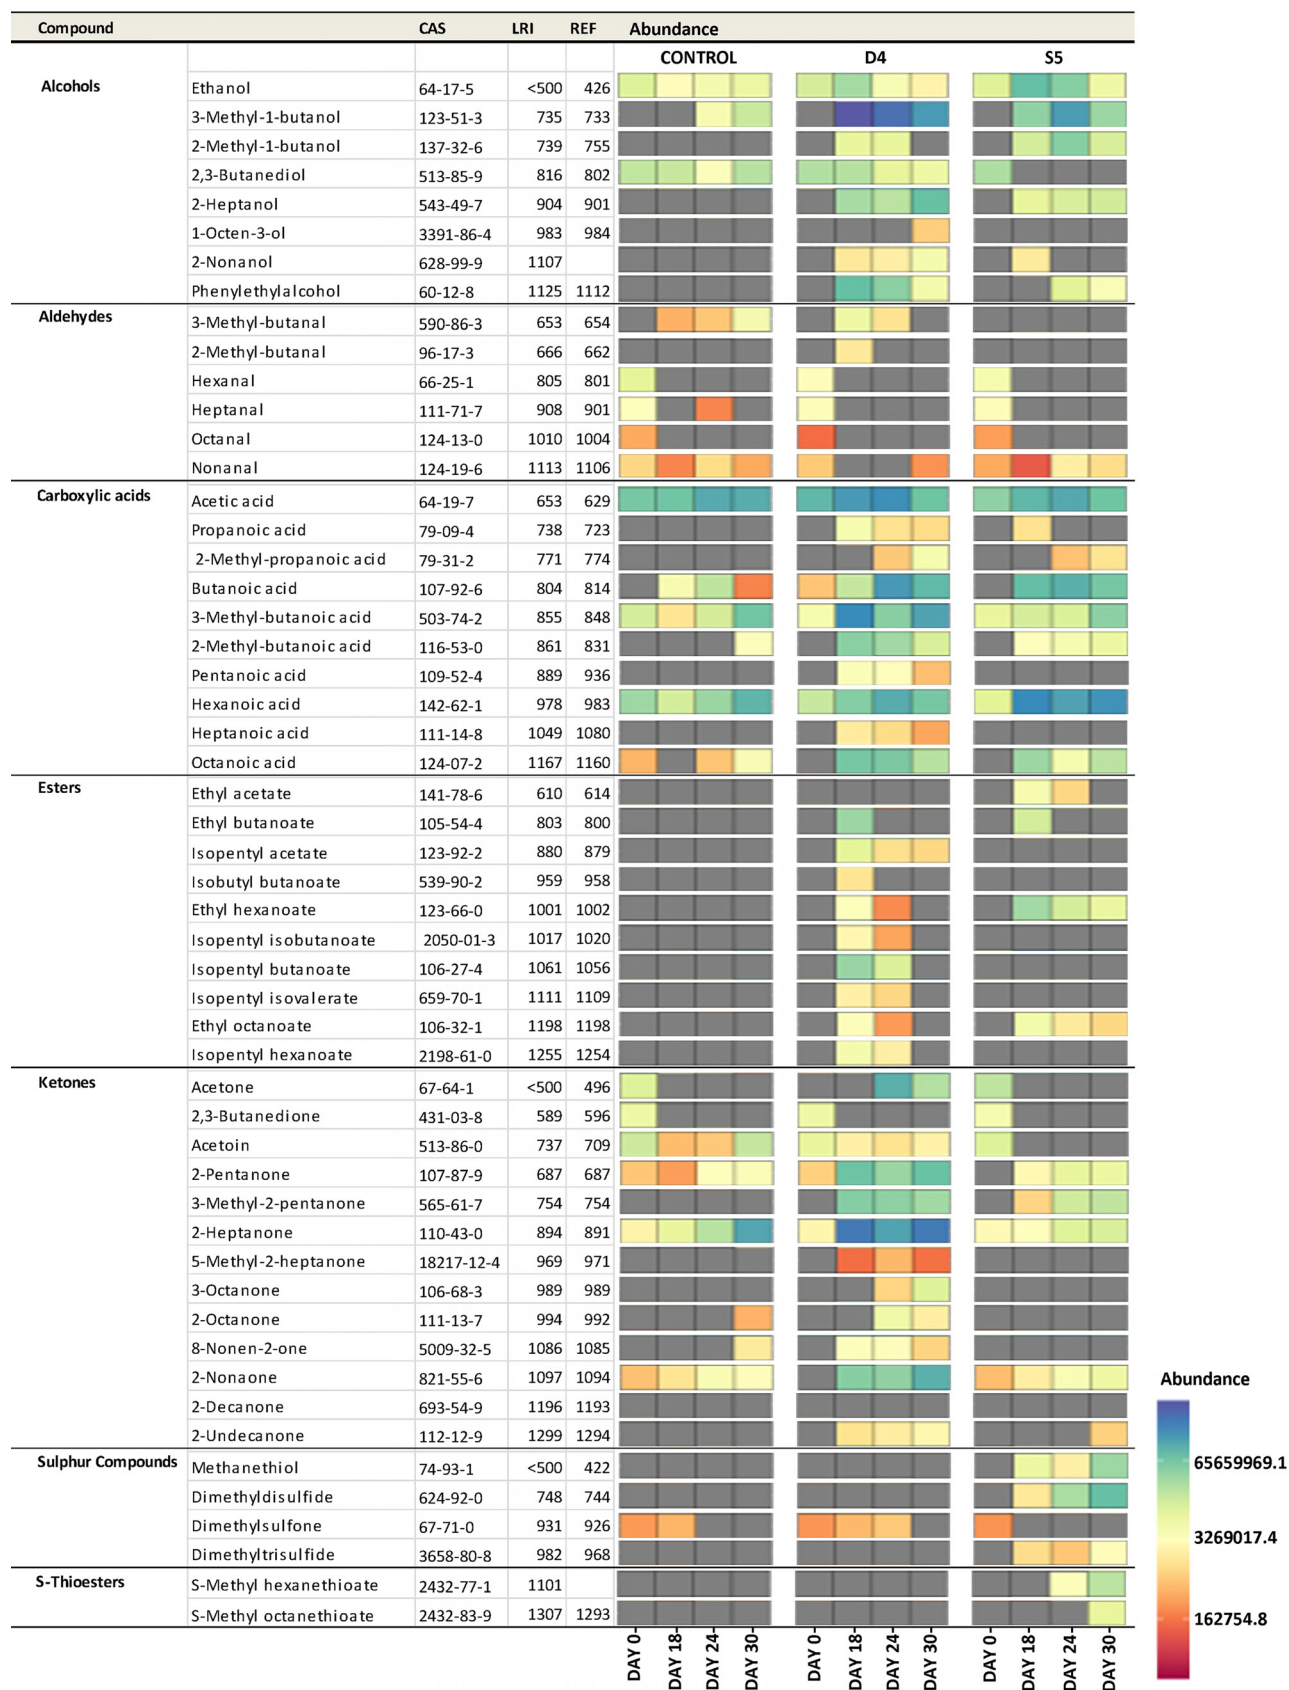 Compound CAS LRI REF Abundance
CONTROL D4 S5
Alcohols Ethanol 64-17-5 <500 426
3-Methyl-1-butanol 123-51-3 735 733
2-Methyl-1-butanol 137-32-6 739 755
2,3-Butanediol 513-85-9 816 802
2-Heptanol 543-49-7 904 901
1-Octen-3-ol 3391-86-4 983 984
2-Nonanol 628-99-9 1107
Phenylethylalcohol 60-12-8 1125 1112
Aldehydes 3-Methyl-butanal 590-86-3 653 654
2-Methyl-butanal 96-17-3 666 662
Hexanal 66-25-1 805 801
Heptanal 111-71-7 908 901
Octanal 124-13-0 1010 1004
Nonanal 124-19-6 1113 1106
Carboxylic acids Acetic acid 64-19-7 653 629
Propanoic acid 79-09-4 738 723
2-Methyl-propanoic acid 79-31-2 771 774
Butanoic acid 107-92-6 804 814
3-Methyl-butanoic acid 503-74-2 855 848
2-Methyl-butanoic acid 116-53-0 861 831
Pentanoic acid 109-52-4 889 936
Hexanoic acid 142-62-1 978 983
Heptanoic acid 111-14-8 1049 1080
Octanoic acid 124-07-2 1167 1160
Esters Ethyl acetate 141-78-6 610 614
Ethyl butanoate 105-54-4 803 800
Isopentyl acetate 123-92-2 880 879
Isobutyl butanoate 539-90-2 959 958
Ethyl hexanoate 123-66-0 1001 1002
Isopentyl isobutanoate 2050-01-3 1017 1020
Isopentyl butanoate 106-27-4 1061 1056
Isopentyl isovalerate 659-70-1 1111 1109
Ethyl octanoate 106-32-1 1198 1198
Isopentyl hexanoate 2198-61-0 1255 1254
Ketones Acetone 67-64-1 <500 496
2,3-Butanedione 431-03-8 589 596
Acetoin 513-86-0 737 709
2-Pentanone 107-87-9 687 687
3-Methyl-2-pentanone 565-61-7 754 754
2-Heptanone 110-43-0 894 891
5-Methyl-2-heptanone 18217-12-4 969 971
3-Octanone 106-68-3 989 989
2-Octanone 111-13-7 994 992
8-Nonen-2-one 5009-32-5 1086 1085
2-Nonaone 821-55-6 1097 1094
2-Decanone 693-54-9 1196 1193
2-Undecanone 112-12-9 1299 1294
Sulphur Compounds Methanethiol 74-93-1 <500 422
Dimethyldisulfide 624-92-0 748 744
Dimethylsulfone 67-71-0 931 926
Dimethyltrisulfide 3658-80-8 982 968
S-Thioesters S-Methyl hexanethioate 2432-77-1 1101
S-Methyl octanethioate 2432-83-9 1307 1293
DAY 0 DAY 18 DAY 24 DAY 30 DAY 0 DAY 18 DAY 24 DAY 30 DAY 0 DAY 18 DAY 24 DAY 30
Abundance
65659969.1
3269017.4
162754.8